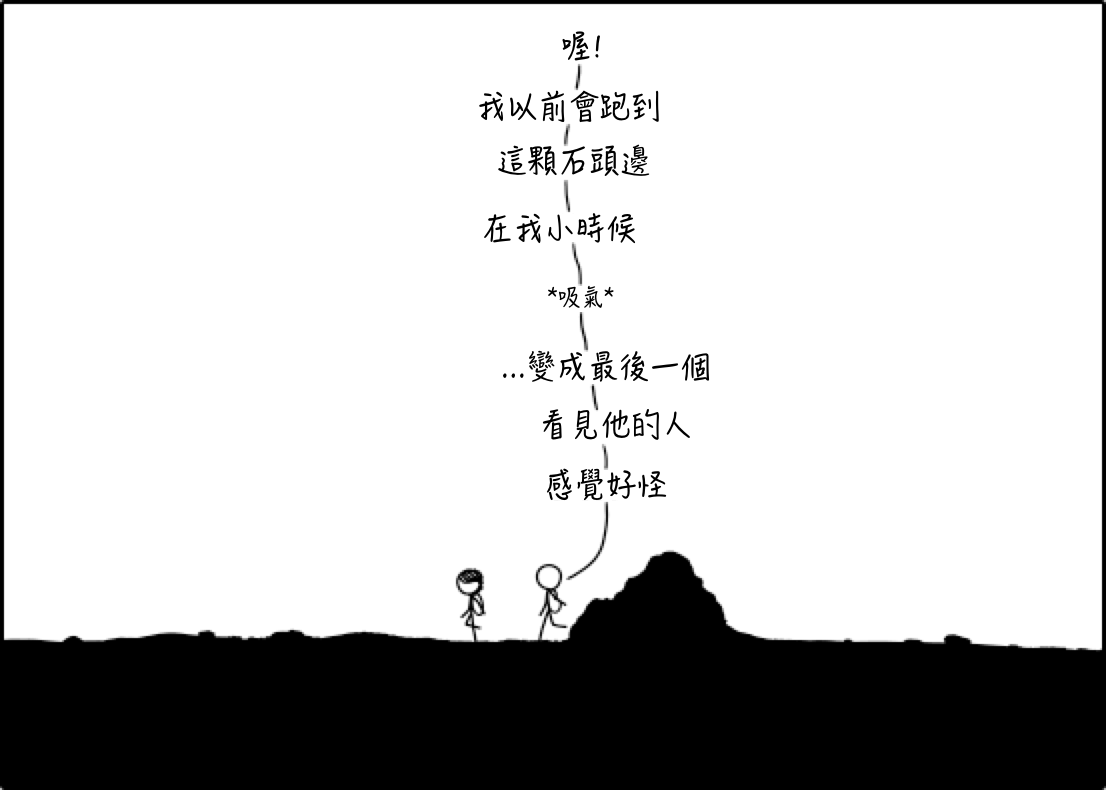 喔!
我以前會跑到
這顆石頭邊
在我小時候
*吸氣*
...變成最後一個
看見他的人
感覺好怪